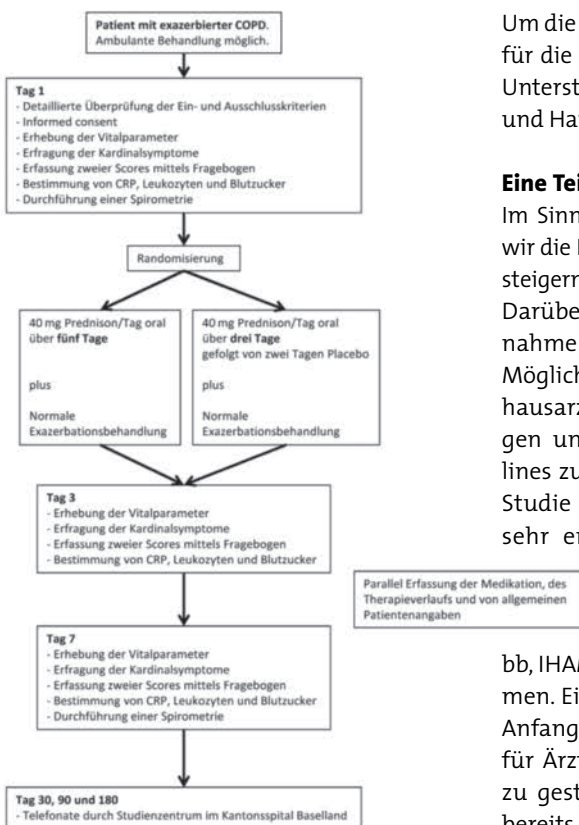 Patient mit exazerbierter COPD.
Ambulante Behandlung möglich.
Tag 1
- Detaillierte Überprüfung der Ein- und Ausschlusskriterien
- Informed consent
- Erhebung der Vitalparameter
- Erfragung der Kardinalsymptome
- Erfassung zweier Scores mittels Fragebogen
- Bestimmung von CRP, Leukozyten und Blutzucker
- Durchführung einer Spirometrie
Randomisierung
40 mg Prednison/Tag oral
über fünf Tage
plus
Normale
Exazerbationsbehandlung
40 mg Prednison/Tag oral
über drei Tage
gefolgt von zwei Tagen Placebo
plus
Normale
Exazerbationsbehandlung
Tag 3
- Erhebung der Vitalparameter
- Erfragung der Kardinalsymptome
- Erfassung zweier Scores mittels Fragebogen
- Bestimmung von CRP, Leukozyten und Blutzucker
Parallel Erfassung der Medikation, des
Therapieverlaufs und von allgemeinen
Patientenangaben
Tag 7
- Erhebung der Vitalparameter
- Erfragung der Kardinalsymptome
- Erfassung zweier Scores mittels Fragebogen
- Bestimmung von CRP, Leukozyten und Blutzucker
- Durchführung einer Spirometrie
Tag 30, 90 und 180
- Telefonate durch Studienzentrum im Kantonsspital Baselland
Um die
für die
Unterst
und Ha
Eine Tei
Im Sinn
wir die
steigern
Darübe
nahme
Möglich
hausarz
gen un
lines zu
Studie
sehr er
bb, IHA
men. Ei
Anfang
für Ärzt
zu gest
bereits